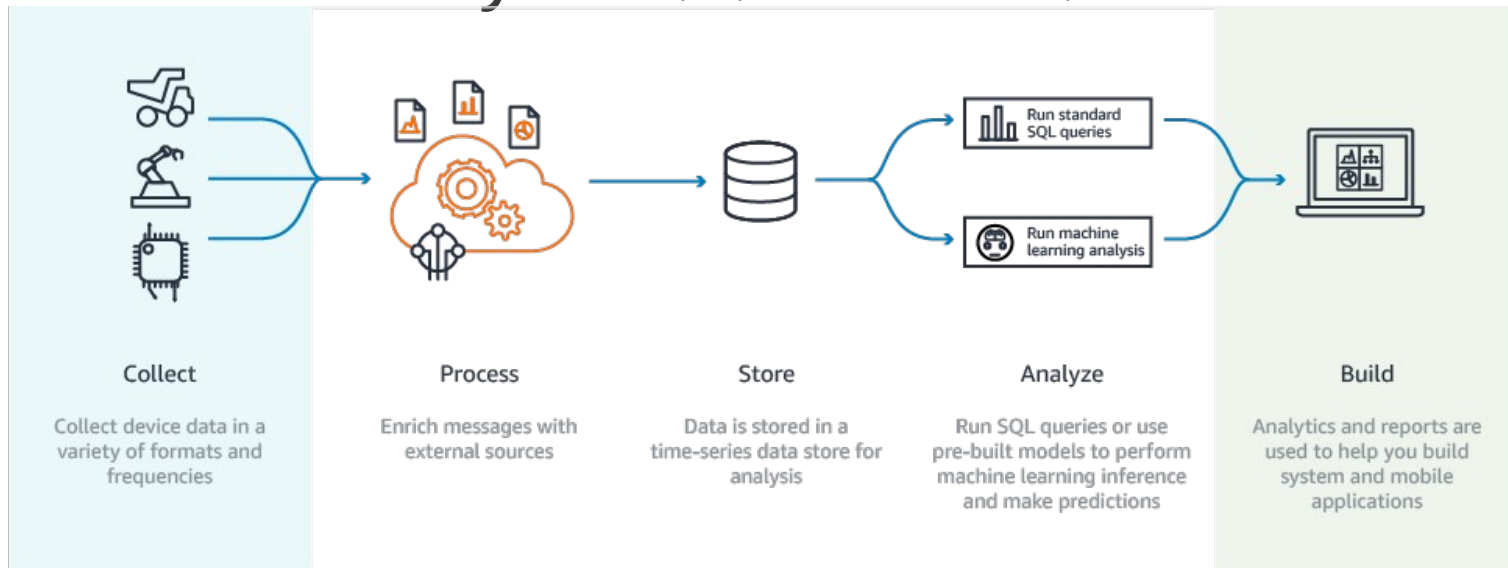 Run standard
SQL queries
Run machine
learning analysis
Collect
Collect device data in a
variety of formats and
frequencies
Process
Enrich messages with
external sources
Store
Data is stored in a
time-series data store for
analysis
Analyze
Run SQL queries or use
pre-built models to perform
machine learning inference
and make predictions
Build
Analytics and reports are
used to help you build
system and mobile
applications